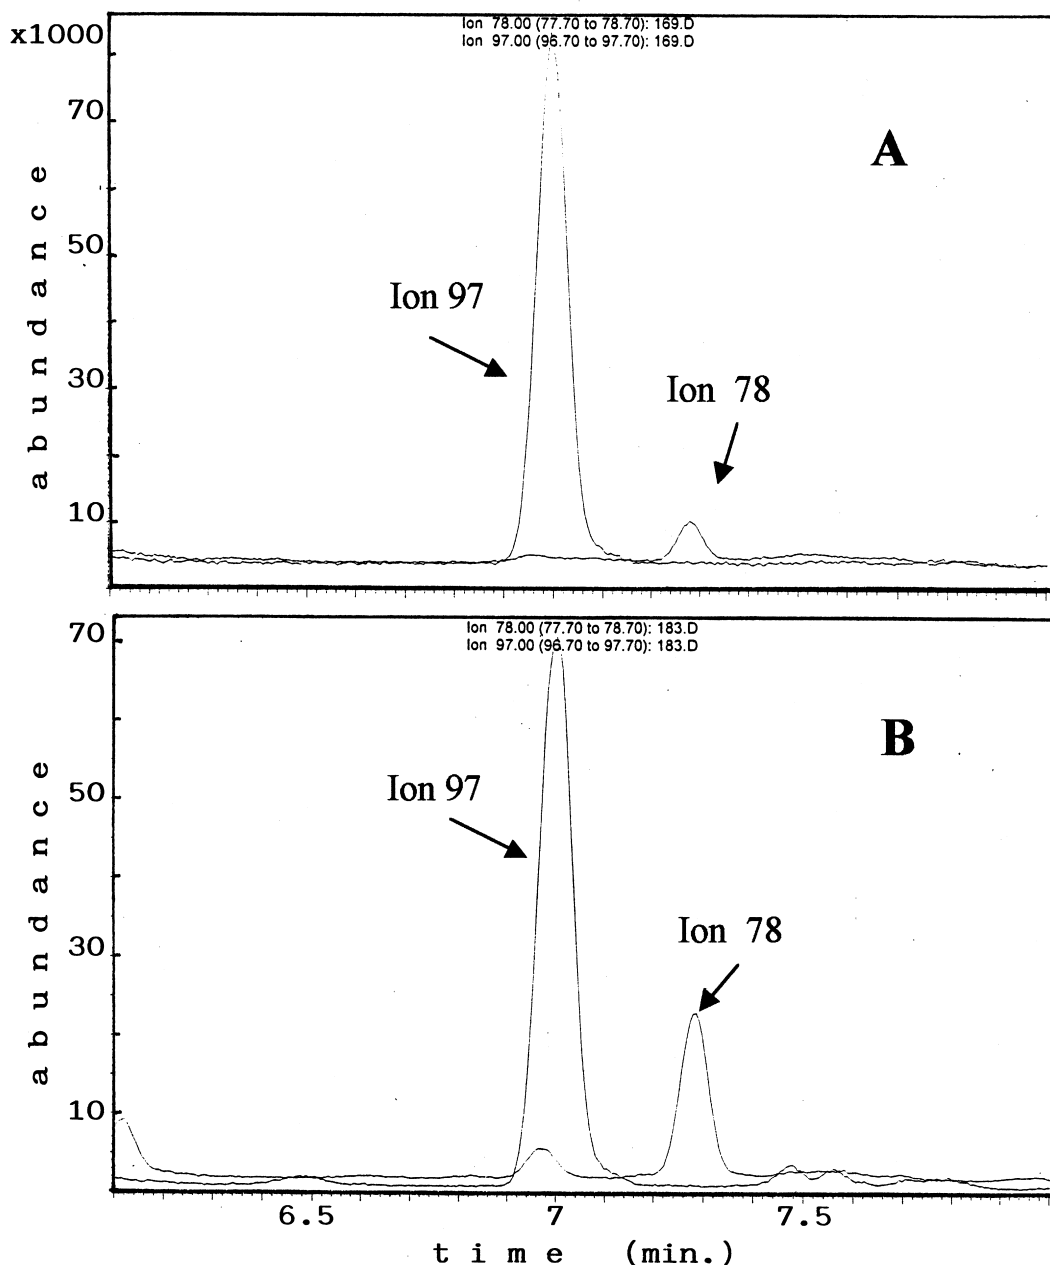 Ion 78.00 (77.70 to 78.70): 169.D
x1000
Ion 97.00 (96.70 to 97.70): 169.D
70
A
50
Ion 97
30
Ion 78
10
abundance
Ion 78.00 (77.70 to 78.70): 183.D
70
Ion 97.00 (96.70 to 97.70): 183.D
B
50
Ion 97
30
Ion 78
10
abundance
6.5 7 7.5
time (min.)